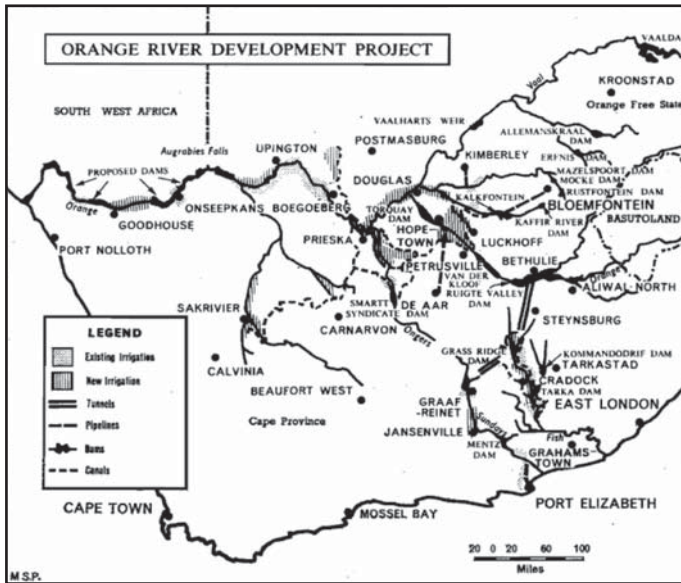 ORANGE RIVER DEVELOPMENT PROJECT
VAALDA
KROONSTAD
Vaal
Orange Free State
SOUTH WEST AFRICA
VAALHARTS WEIR
ALLEMANSKRAAL
DAM
Augrabies Falls
UPINGTON
POSTMASBURG
ERFNIS DAM
KIMBERLEY
MAZELSPOORT DAM
MOCKE DAM
RUSTFONTEIN DAM
PROPOSED DAMS
DOUGLAS
KALKFONTEIN
BLOEMFONTEIN
Orange
ONSEEPKANS
BOEGOEBERG
TORQUAY
DAM
KAFFIR RIVER
DAM
BASUTOLAND
GOODHOUSE
HOPE-
TOWN
LUCKHOFF
PRIESKA
PORT NOLLOTH
PETRUSVILLE
BETHULIE
VAN DER
KLOOF
Orange
RUIGTE VALLEY
DAM
ALIWAL-NORTH
DE AAR
SAKRIVIER
SMARTT
SYNDICATE DAM
STEYNSBURG
CARNARVON
Ongers
LEGEND
Existing Irrigation
New Irrigation
Tunnels
Pipelines
Dams
Canals
GRASS RIDGE DAM
KOMMANDODRIF DAM
TARKASTAD
CALVINIA
CRADOCK
TARKA DAM
BEAUFORT WEST
GRAAF
-REINET
EAST LONDON
Cape Province
JANSENVILLE
Sundays
Fish
MENTZ
DAM
GRAHAMS-
TOWN
CAPE TOWN
MOSSEL BAY
PORT ELIZABETH
20 0 20 60 100
Miles
M.S.P.